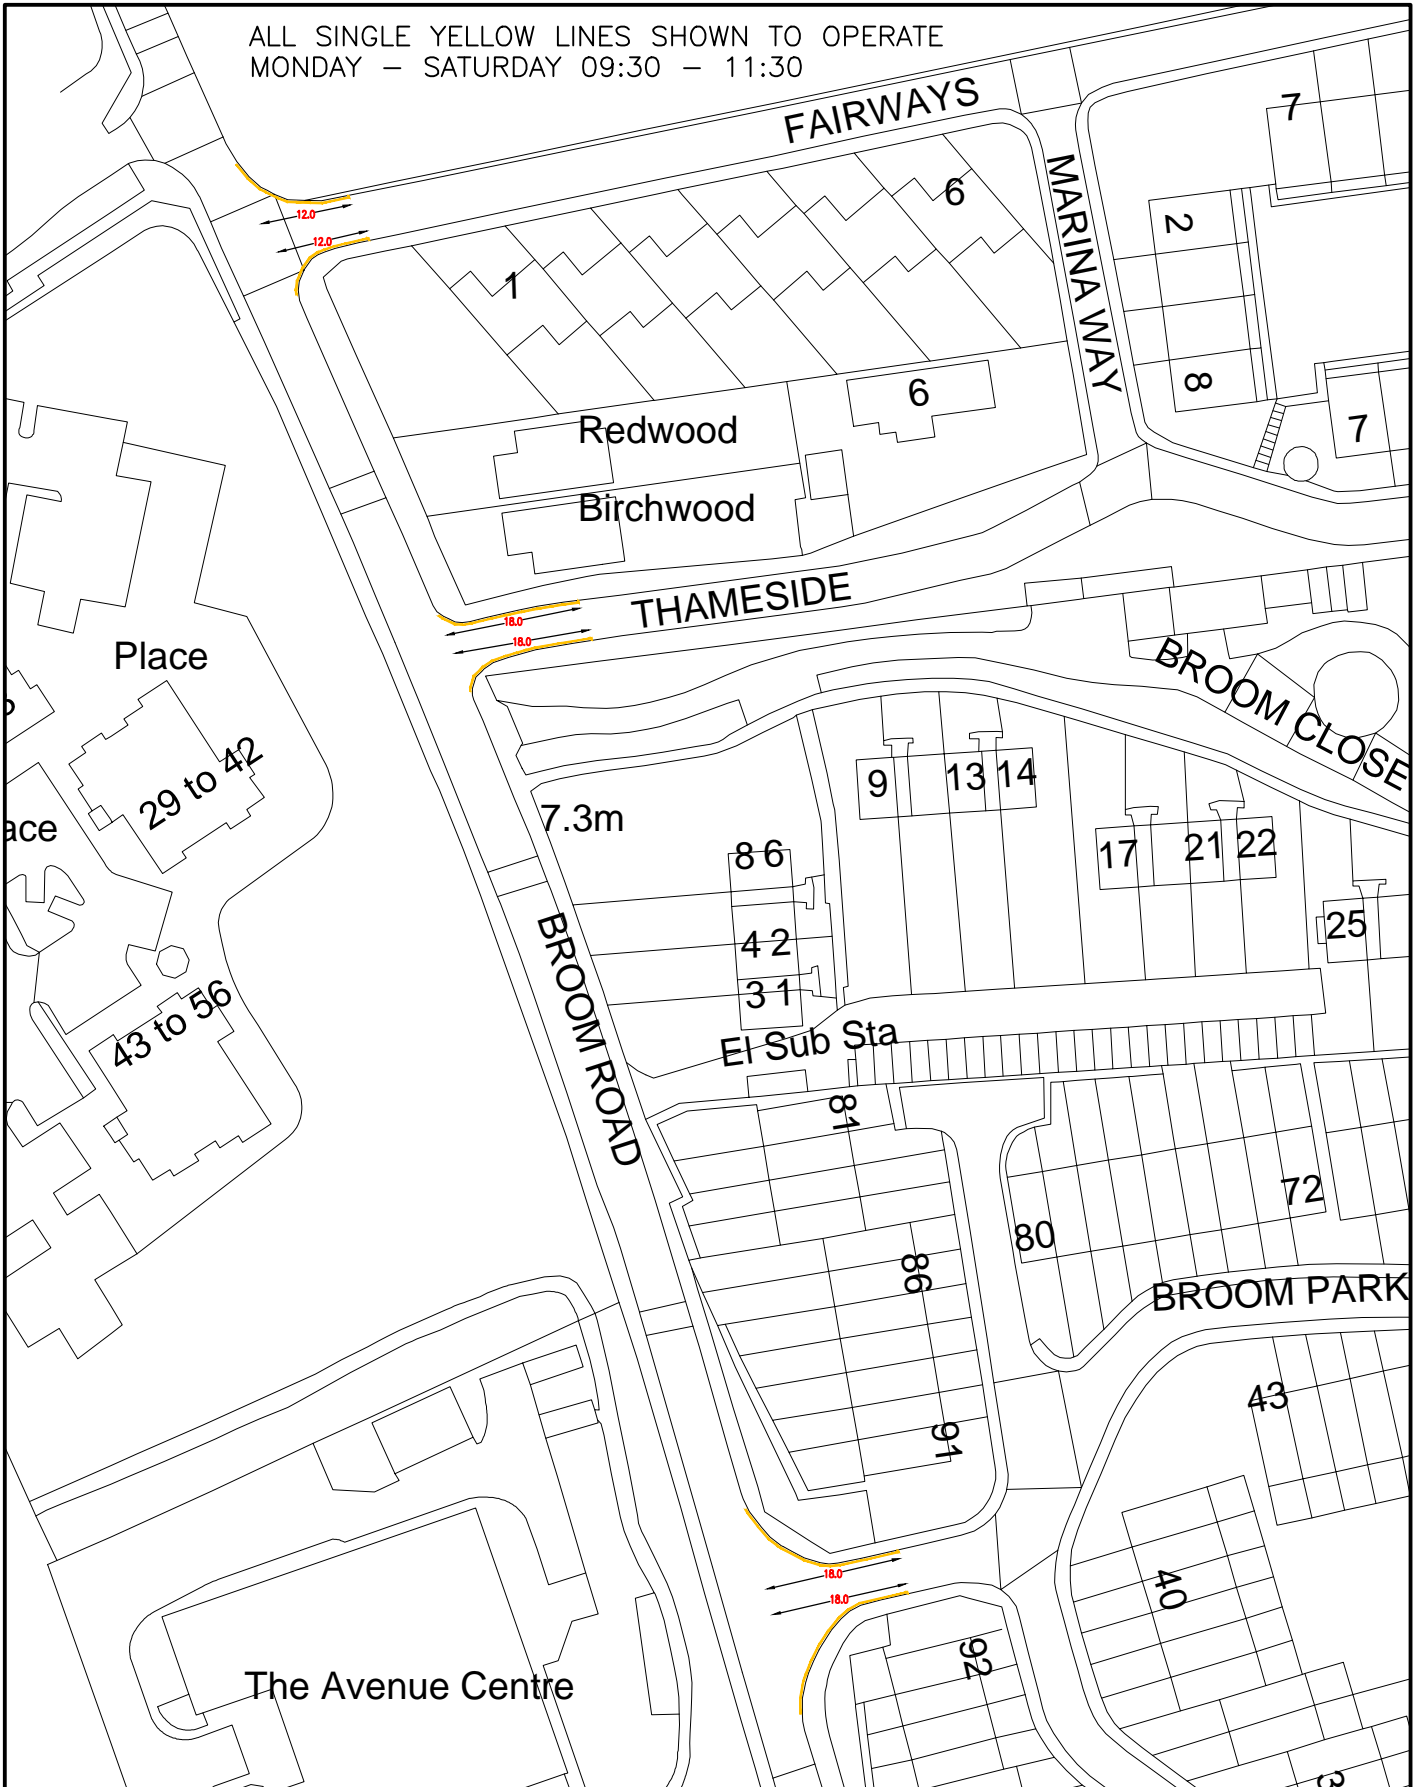 ALL SINGLE YELLOW LINES SHOWN TO OPERATE
MONDAY – SATURDAY 09:30 – 11:30
FAIRWAYS
7
MARINA WAY
6
2
12.0
12.0
1
8
6
7
Redwood
Birchwood
THAMESIDE
18.0
18.0
Place
BROOM CLOSE
29 to 42
9
13
14
7.3m
ace
8 6
17
21
22
25
4 2
3 1
BROOM ROAD
43 to 56
El Sub Sta
81
72
80
86
BROOM PARK
43
91
18.0
18.0
40
92
The Avenue Centre
3